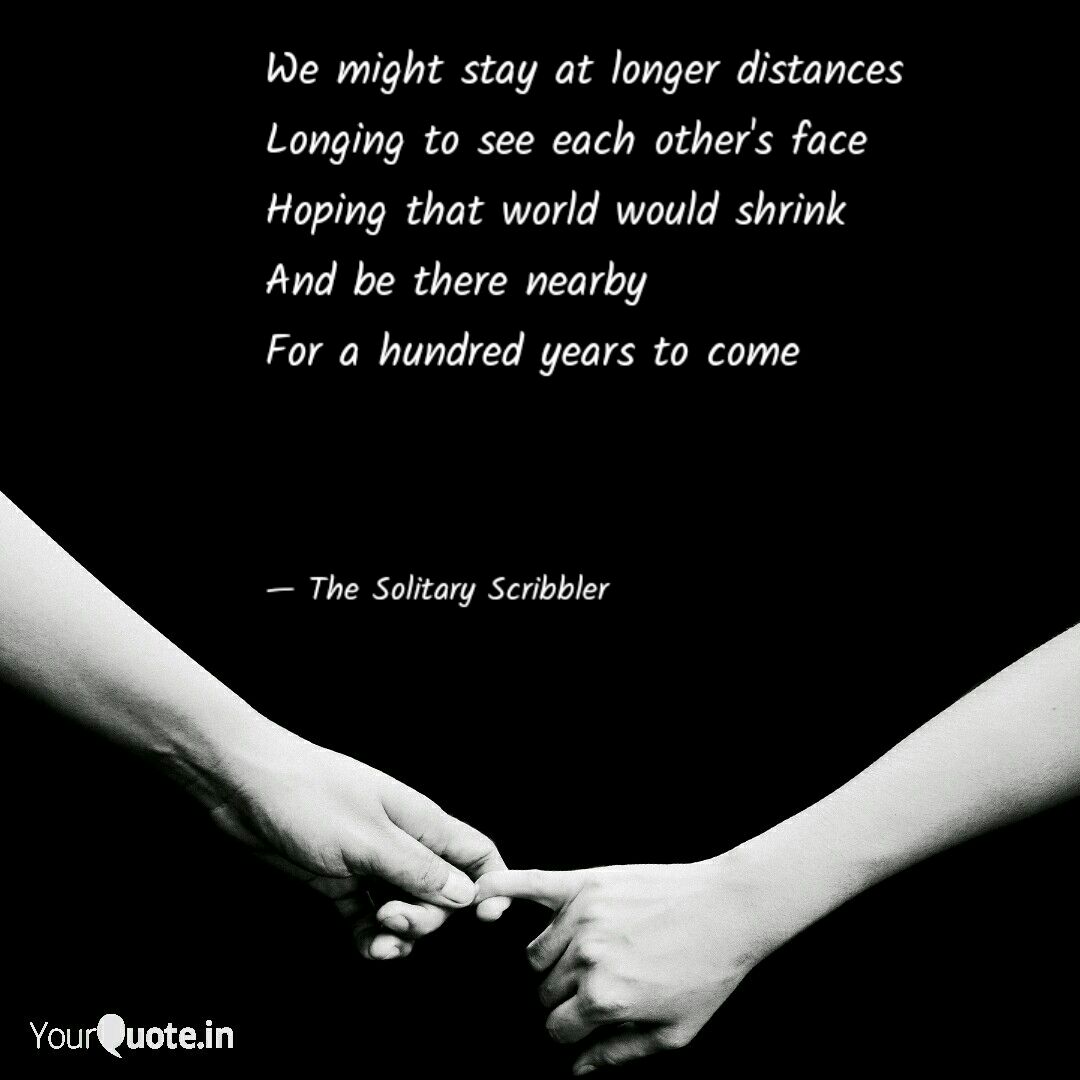 We might stay at longer distances
Longing to see each other's face
Hoping that world would shrink
And be there nearby
For a hundred years to come
— The Solitary Scribbler
YourQuote.in